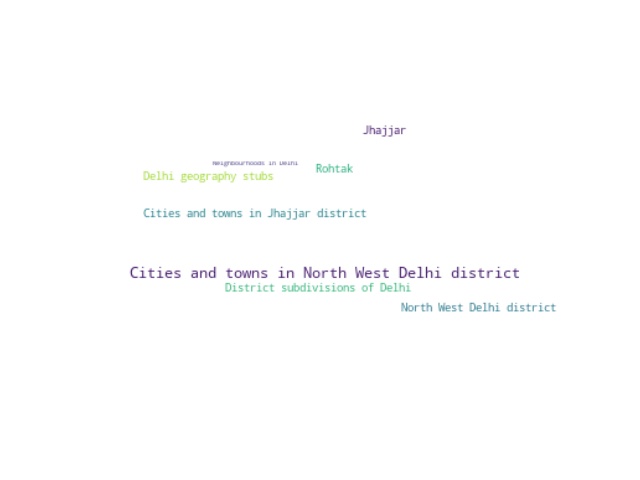 Jhajjar
Neighbourhoods in Delhi
Rohtak
Delhi geography stubs
Cities and towns in Jhajjar district
Cities and towns in North West Delhi district
District subdivisions of Delhi
North West Delhi district